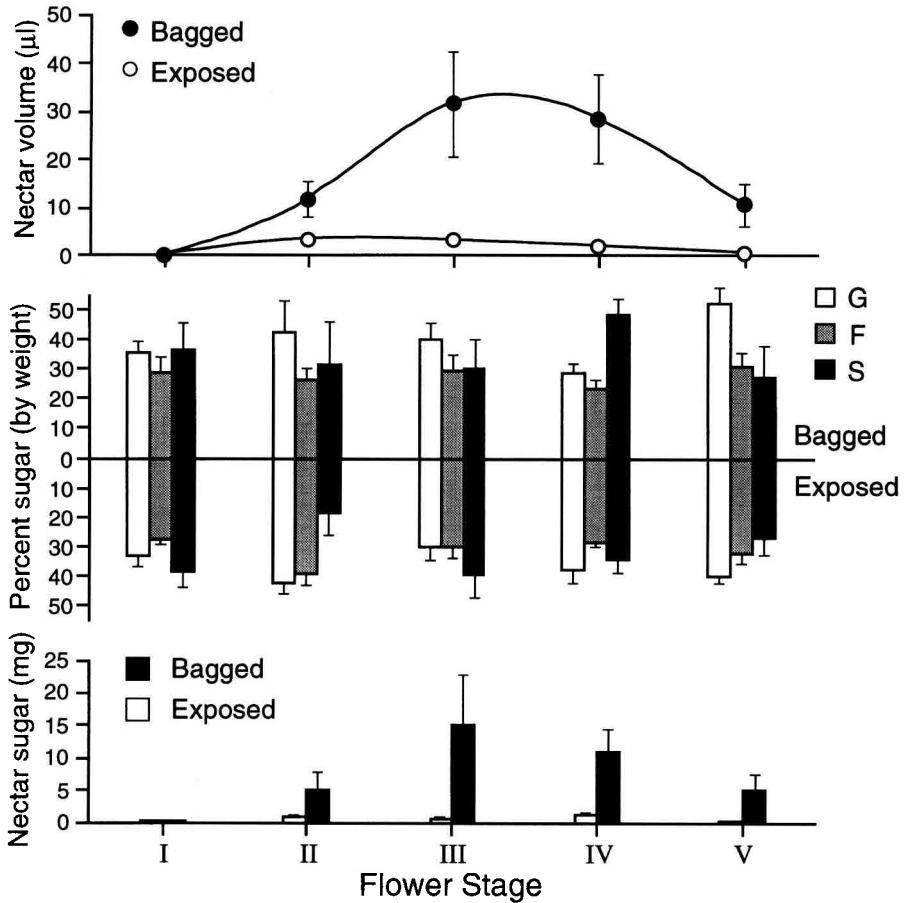 Nectar volume (µl)
50
40
30
20
10
0
Bagged
Exposed
Percent sugar (by weight)
50
40
30
20
10
0
10
20
30
40
50
G
F
S
Bagged
Exposed
Nectar sugar (mg)
25
20
15
10
5
0
Bagged
Exposed
I II III IV V
Flower Stage